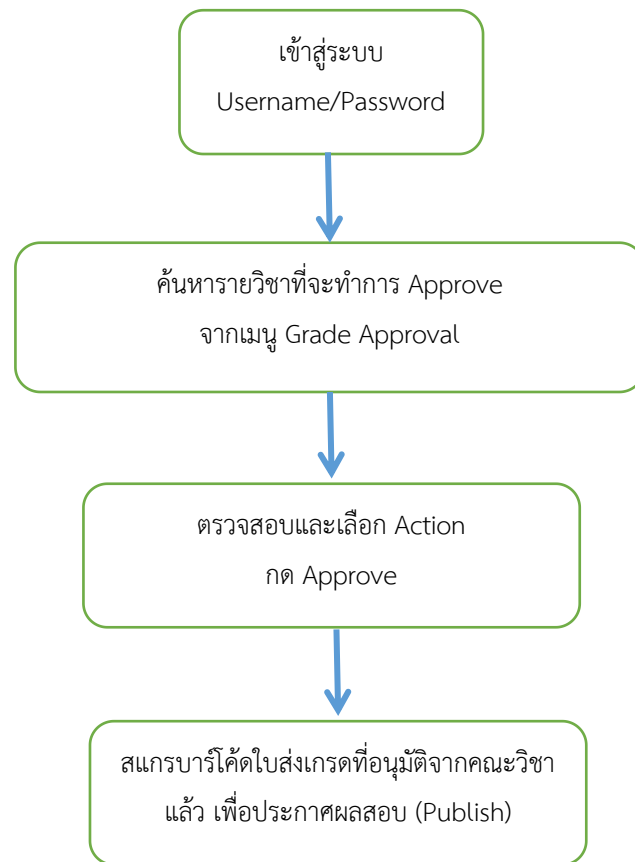 เข้าสู่ระบบ
Username/Password
ค้นหารายวิชาที่จะทำการ Approve
จากเมนู Grade Approval
ตรวจสอบและเลือก Action
กด Approve
สแกรบาร์โค้ดใบส่งเกรดที่อนุมัติจากคณะวิชา
แล้ว เพื่อประกาศผลสอบ (Publish)